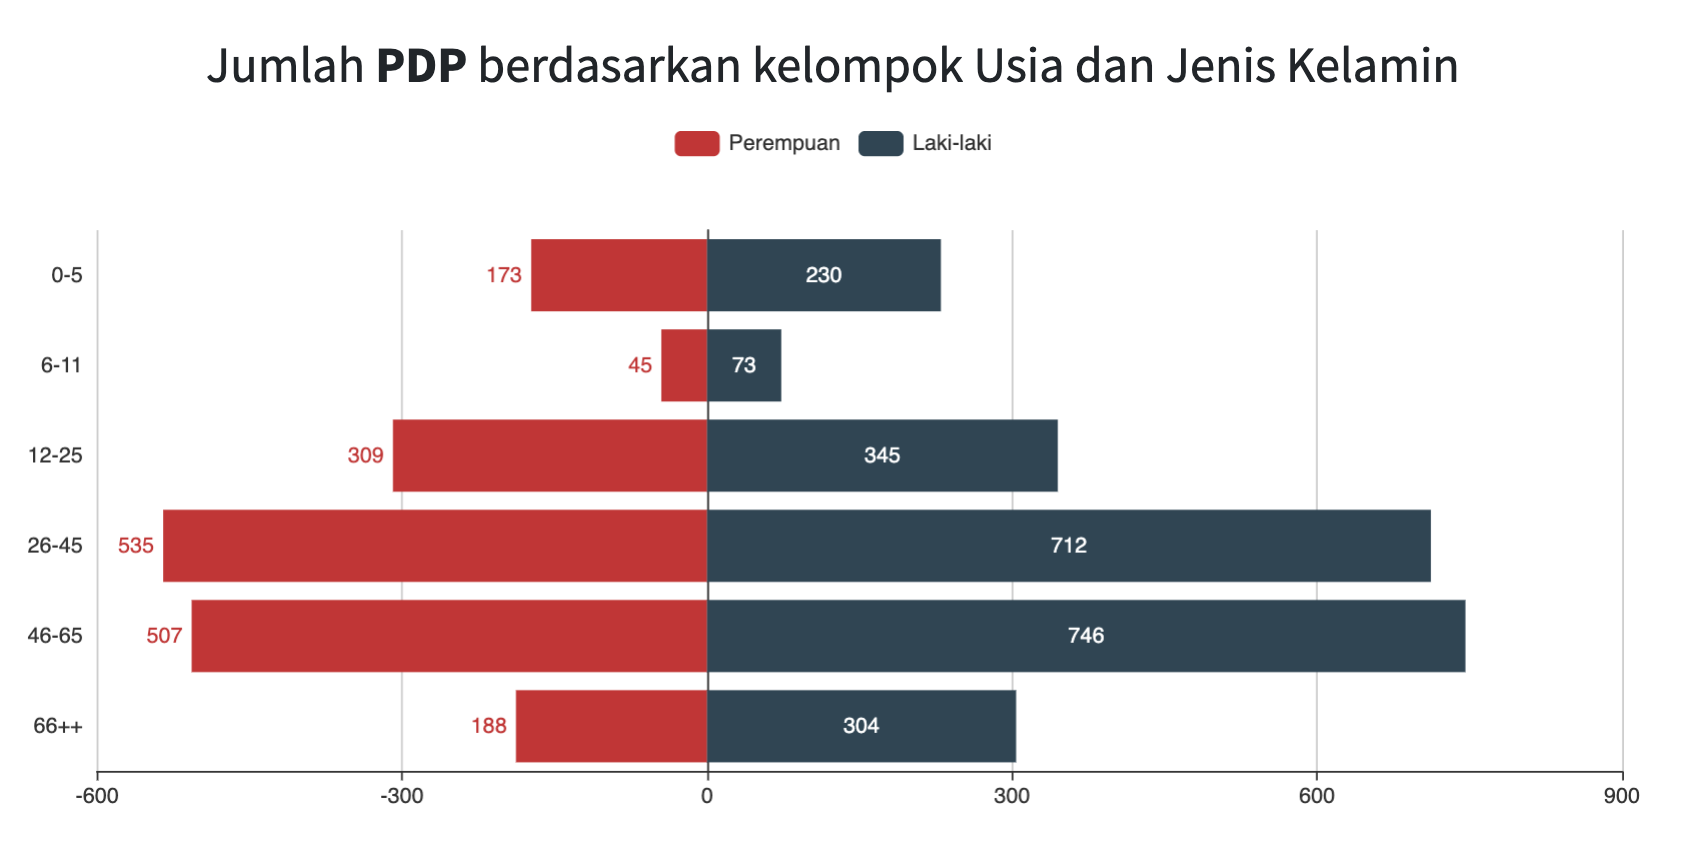 Jumlah PDP berdasarkan kelompok Usia dan Jenis Kelamin
Perempuan Laki-laki
0-5 173 230
6-11 45 73
12-25 309 345
26-45 535 712
46-65 507 746
66++ 188 304
-600 -300 0 300 600 900